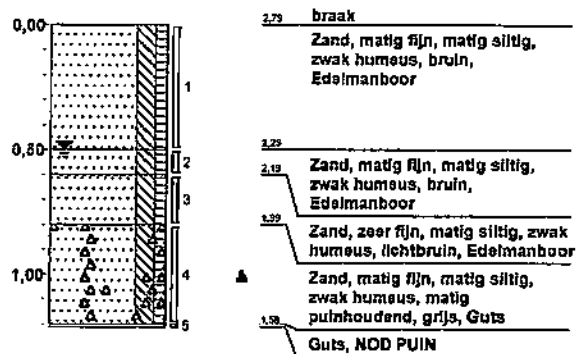 0,00
0,50
1,00
1
2
3
4
5
2,79 braak
Zand, matig fijn, matig siltig,
zwak humeus, bruin,
Edelmanboor
2,29
2,19 Zand, matig fijn, matig siltig,
zwak humeus, bruin,
Edelmanboor
1,99 Zand, zeer fijn, matig siltig, zwak
humeus, lichtbruin, Edelmanboor
Zand, matig fijn, matig siltig,
zwak humeus, matig
puinhoudend, grijs, Guts
1,58
Guts, NOD PUIN